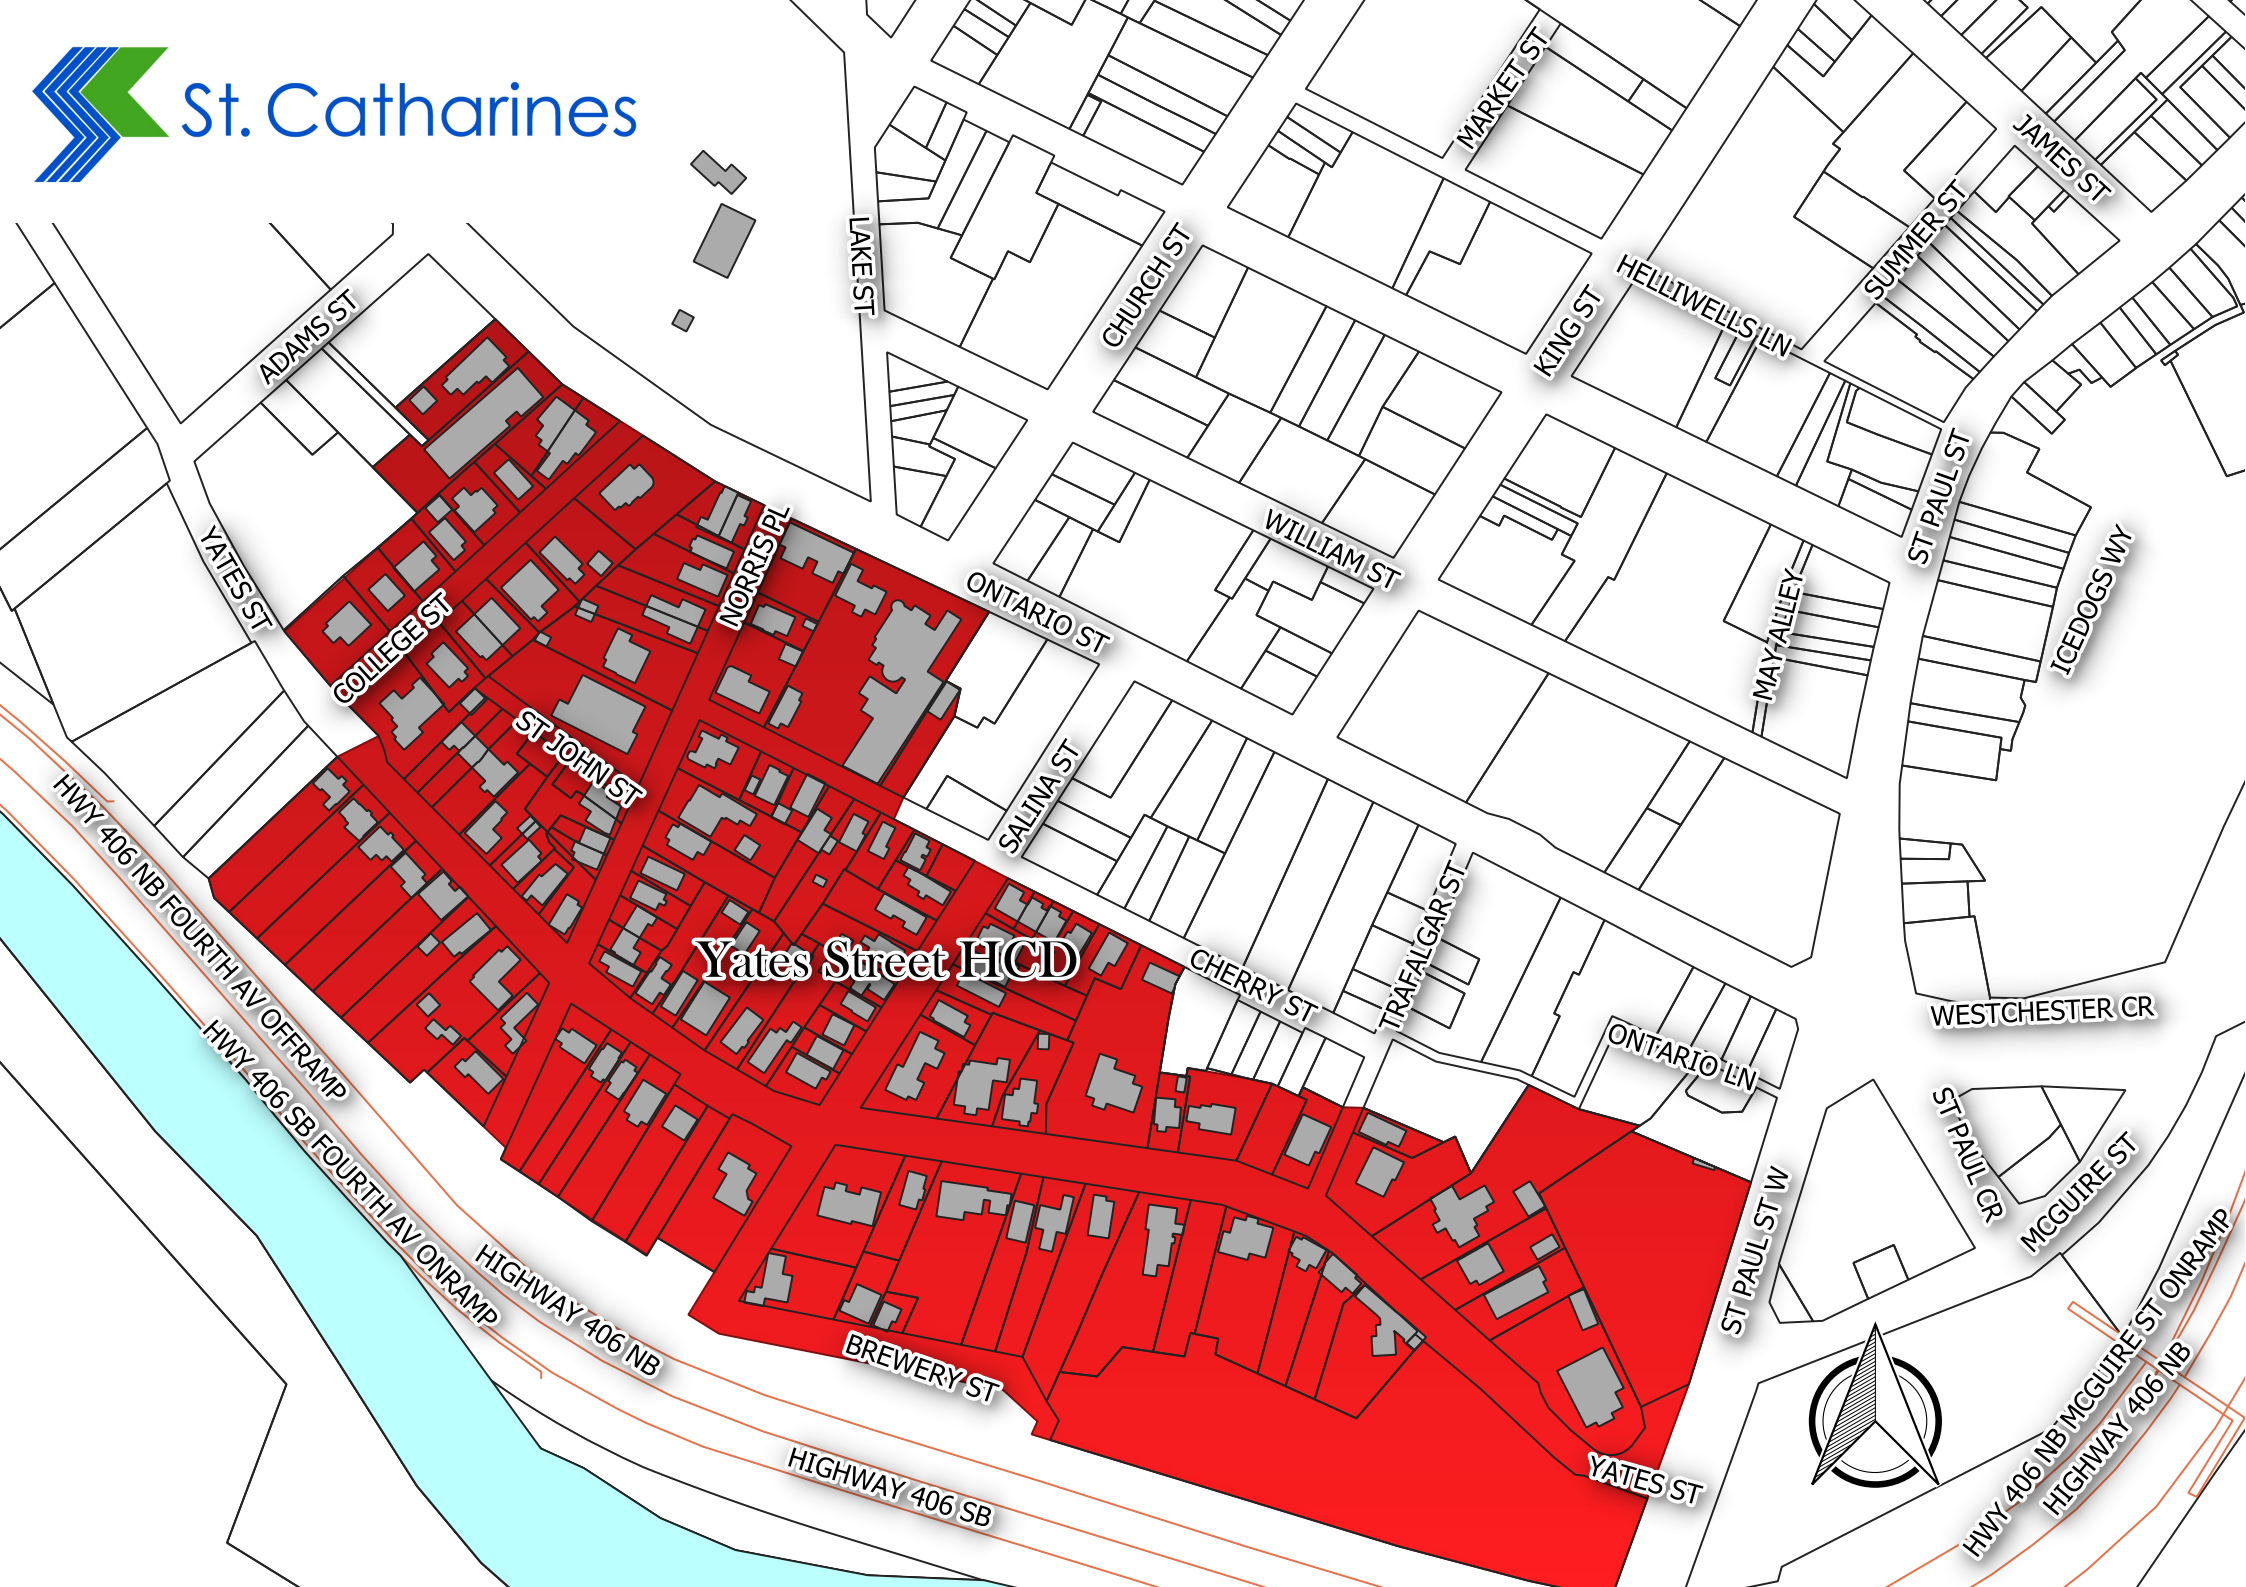 St. Catharines
MARKET ST
JAMES ST
LAKE ST
CHURCH ST
SUMMER ST
HELLIWELLS LN
KING ST
ADAMS ST
ST PAUL ST
WILLIAM ST
NORRIS PL
YATES ST
ICEDOGS WY
ONTARIO ST
MAY ALLEY
COLLEGE ST
ST JOHN ST
SALINA ST
HWY 406 NB FOURTH AV OFFRAMP
TRAFALGAR ST
Yates Street HCD
CHERRY ST
WESTCHESTER CR
ONTARIO LN
HWY 406 SB FOURTH AV ONRAMP
ST PAUL CR
MCGUIRE ST
ST PAUL ST W
HIGHWAY 406 NB
HWY 406 NB MCGUIRE ST ONRAMP
HIGHWAY 406 NB
BREWERY ST
HIGHWAY 406 SB
YATES ST